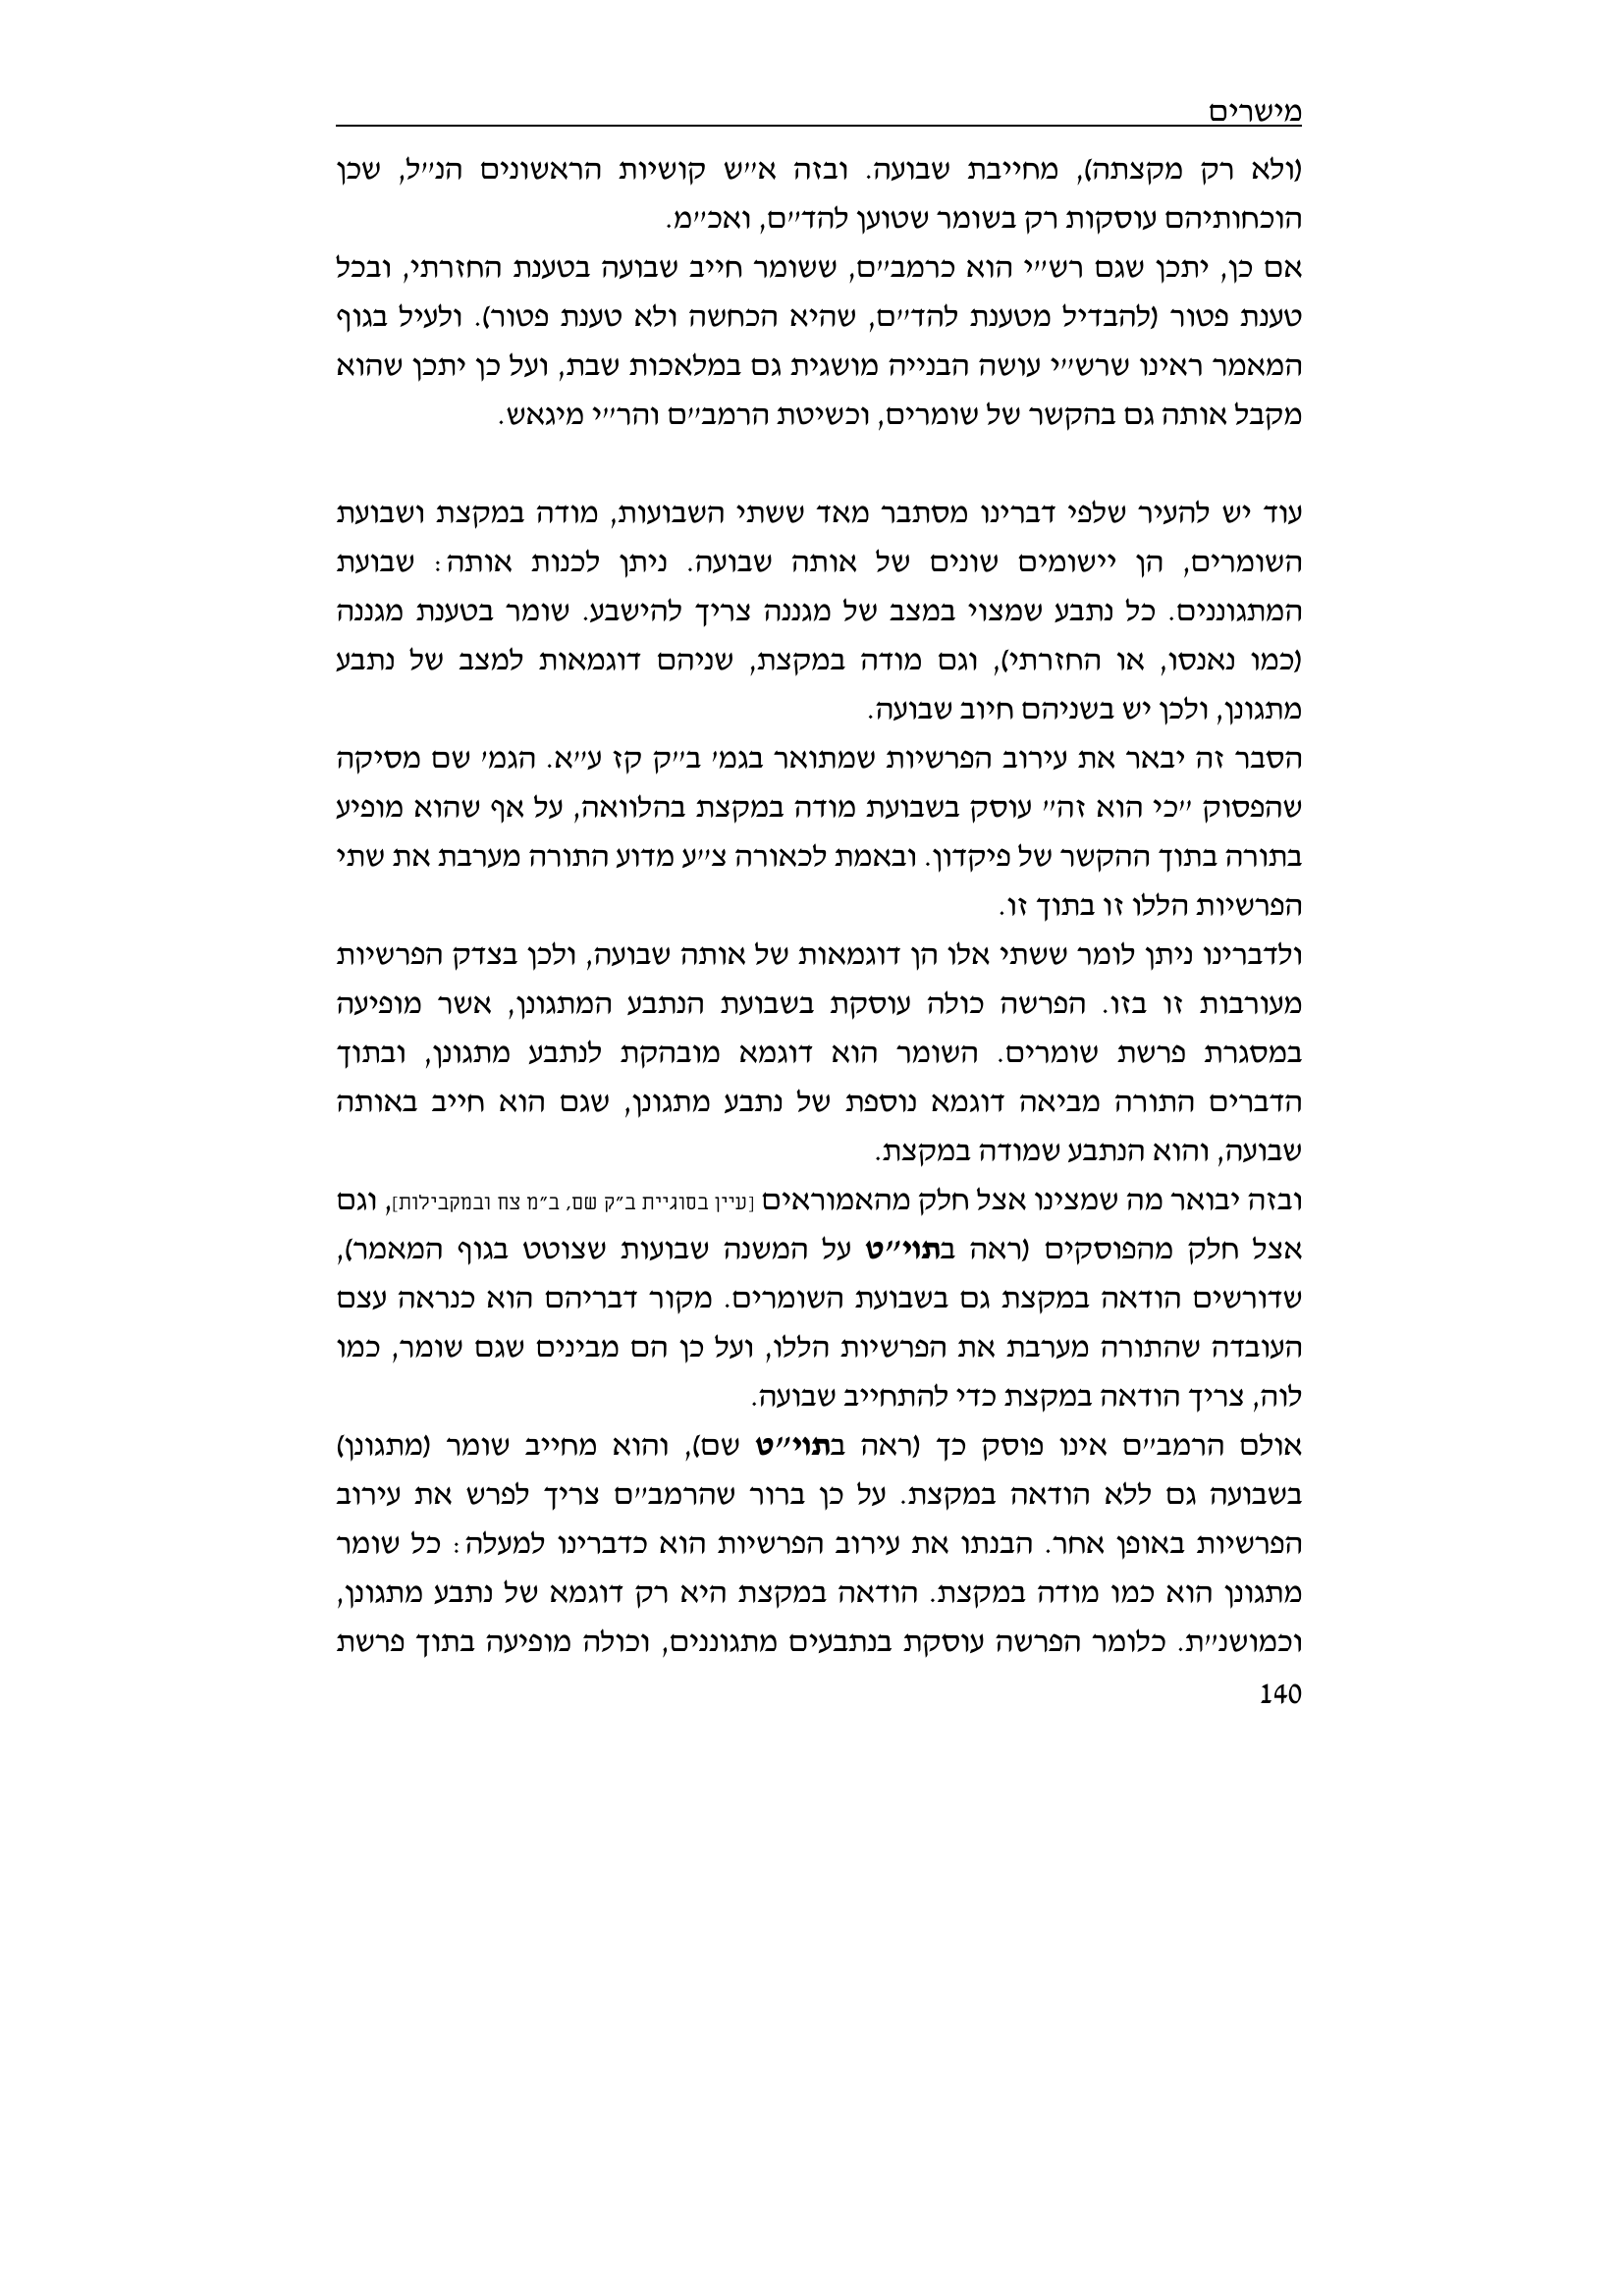 מישרים
(ולא רק מקצתה), מחייבת שבועה. ובזה א״ש קושיות הראשונים הנ״ל, שכן
הוכחותיהם עוסקות רק בשומר שטוען להד״ם, ואכ״מ.
אם כן, יתכן שגם רש״י הוא כרמב״ם, ששומר חייב שבועה בטענת החזרתי, ובכל
טענת פטור (להבדיל מטענת להד״ם, שהיא הכחשה ולא טענת פטור). ולעיל בגוף
המאמר ראינו שרש״י עושה הבנייה מושגית גם במלאכות שבת, ועל כן יתכן שהוא
מקבל אותה גם בהקשר של שומרים, וכשיטת הרמב״ם והר״י מיגאש.
עוד יש להעיר שלפי דברינו מסתבר מאד ששתי השבועות, מודה במקצת ושבועת
השומרים, הן יישומים שונים של אותה שבועה. ניתן לכנות אותה: שבועת
המתגוננים. כל נתבע שמצוי במצב של מגננה צריך להישבע. שומר בטענת מגננה
(כמו נאנסו, או החזרתי), וגם מודה במקצת, שניהם דוגמאות למצב של נתבע
מתגונן, ולכן יש בשניהם חיוב שבועה.
הסבר זה יבאר את עירוב הפרשיות שמתואר בגמ׳ ב״ק קז ע״א. הגמ׳ שם מסיקה
שהפסוק ״כי הוא זה״ עוסק בשבועת מודה במקצת בהלוואה, על אף שהוא מופיע
בתורה בתוך ההקשר של פיקדון. ובאמת לכאורה צ״ע מדוע התורה מערבת את שתי
הפרשיות הללו זו בתוך זו.
ולדברינו ניתן לומר ששתי אלו הן דוגמאות של אותה שבועה, ולכן בצדק הפרשיות
מעורבות זו בזו. הפרשה כולה עוסקת בשבועת הנתבע המתגונן, אשר מופיעה
במסגרת פרשת שומרים. השומר הוא דוגמא מובהקת לנתבע מתגונן, ובתוך
הדברים התורה מביאה דוגמא נוספת של נתבע מתגונן, שגם הוא חייב באותה
שבועה, והוא הנתבע שמודה במקצת.
ובזה יבואר מה שמצינו אצל חלק מהאמוראים [עיין בסוגיית ב״ק שם, ב״מ צח ובמקבילות], וגם
אצל חלק מהפוסקים (ראה בתוי״ט על המשנה שבועות שצוטט בגוף המאמר),
שדורשים הודאה במקצת גם בשבועת השומרים. מקור דבריהם הוא כנראה עצם
העובדה שהתורה מערבת את הפרשיות הללו, ועל כן הם מבינים שגם שומר, כמו
לוה, צריך הודאה במקצת כדי להתחייב שבועה.
אולם הרמב״ם אינו פוסק כך (ראה בתוי״ט שם), והוא מחייב שומר (מתגונן)
בשבועה גם ללא הודאה במקצת. על כן ברור שהרמב״ם צריך לפרש את עירוב
הפרשיות באופן אחר. הבנתו את עירוב הפרשיות הוא כדברינו למעלה: כל שומר
מתגונן הוא כמו מודה במקצת. הודאה במקצת היא רק דוגמא של נתבע מתגונן,
וכמושנ״ת. כלומר הפרשה עוסקת בנתבעים מתגוננים, וכולה מופיעה בתוך פרשת
140